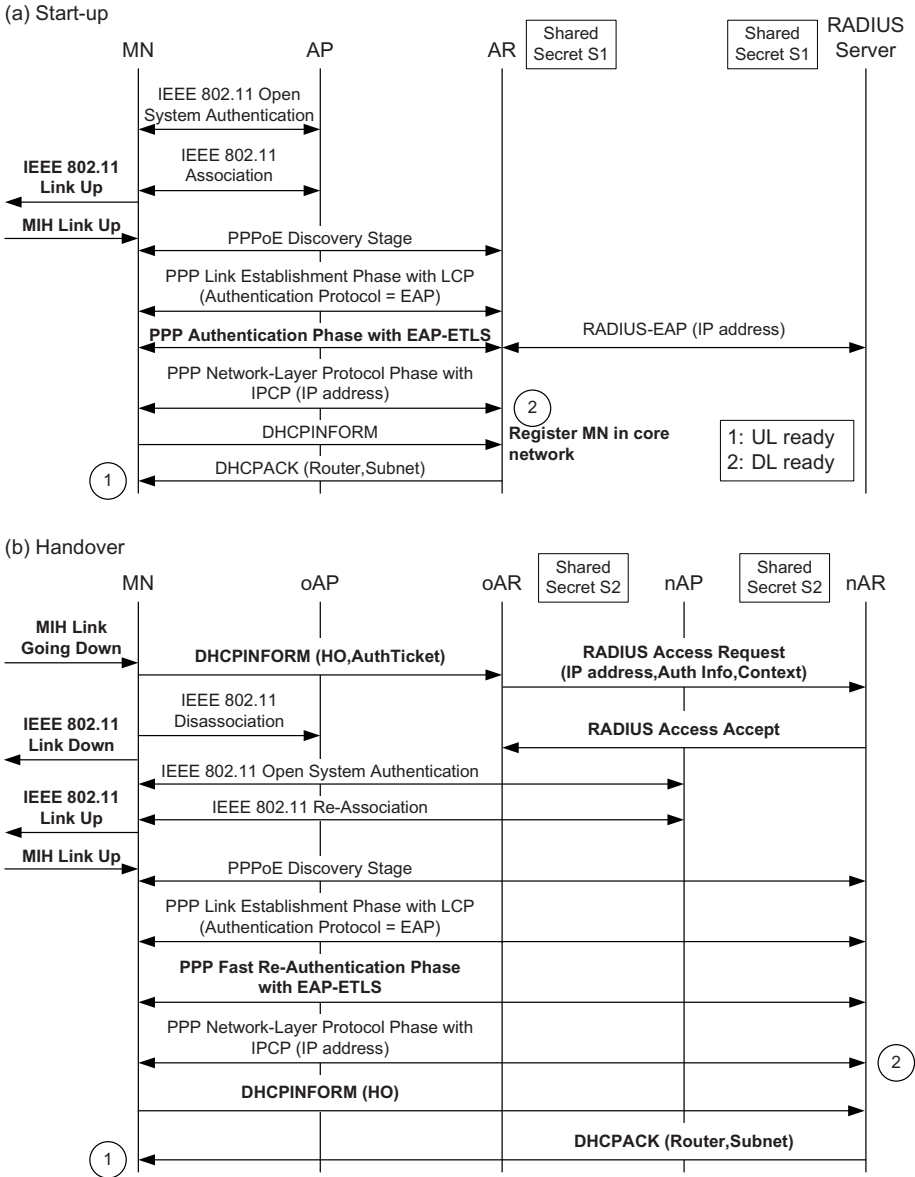 (a) Start-up
MN
AP
AR
Shared
Secret S1
Shared
Secret S1
RADIUS
Server
IEEE 802.11 Open
System Authentication
IEEE 802.11
Association
IEEE 802.11
Link Up
MIH Link Up
PPPoE Discovery Stage
PPP Link Establishment Phase with LCP
(Authentication Protocol = EAP)
PPP Authentication Phase with EAP-ETLS
RADIUS-EAP (IP address)
PPP Network-Layer Protocol Phase with
IPCP (IP address)
2
DHCPINFORM
Register MN in core
network
1: UL ready
2: DL ready
DHCPACK (Router,Subnet)
1
(b) Handover
MN
oAP
oAR
Shared
Secret S2
nAP
Shared
Secret S2
nAR
MIH Link
Going Down
DHCPINFORM (HO,AuthTicket)
RADIUS Access Request
(IP address,Auth Info,Context)
IEEE 802.11
Disassociation
IEEE 802.11
Link Down
RADIUS Access Accept
IEEE 802.11 Open System Authentication
IEEE 802.11
Link Up
IEEE 802.11 Re-Association
MIH Link Up
PPPoE Discovery Stage
PPP Link Establishment Phase with LCP
(Authentication Protocol = EAP)
PPP Fast Re-Authentication Phase
with EAP-ETLS
PPP Network-Layer Protocol Phase with
IPCP (IP address)
2
DHCPINFORM (HO)
DHCPACK (Router,Subnet)
1